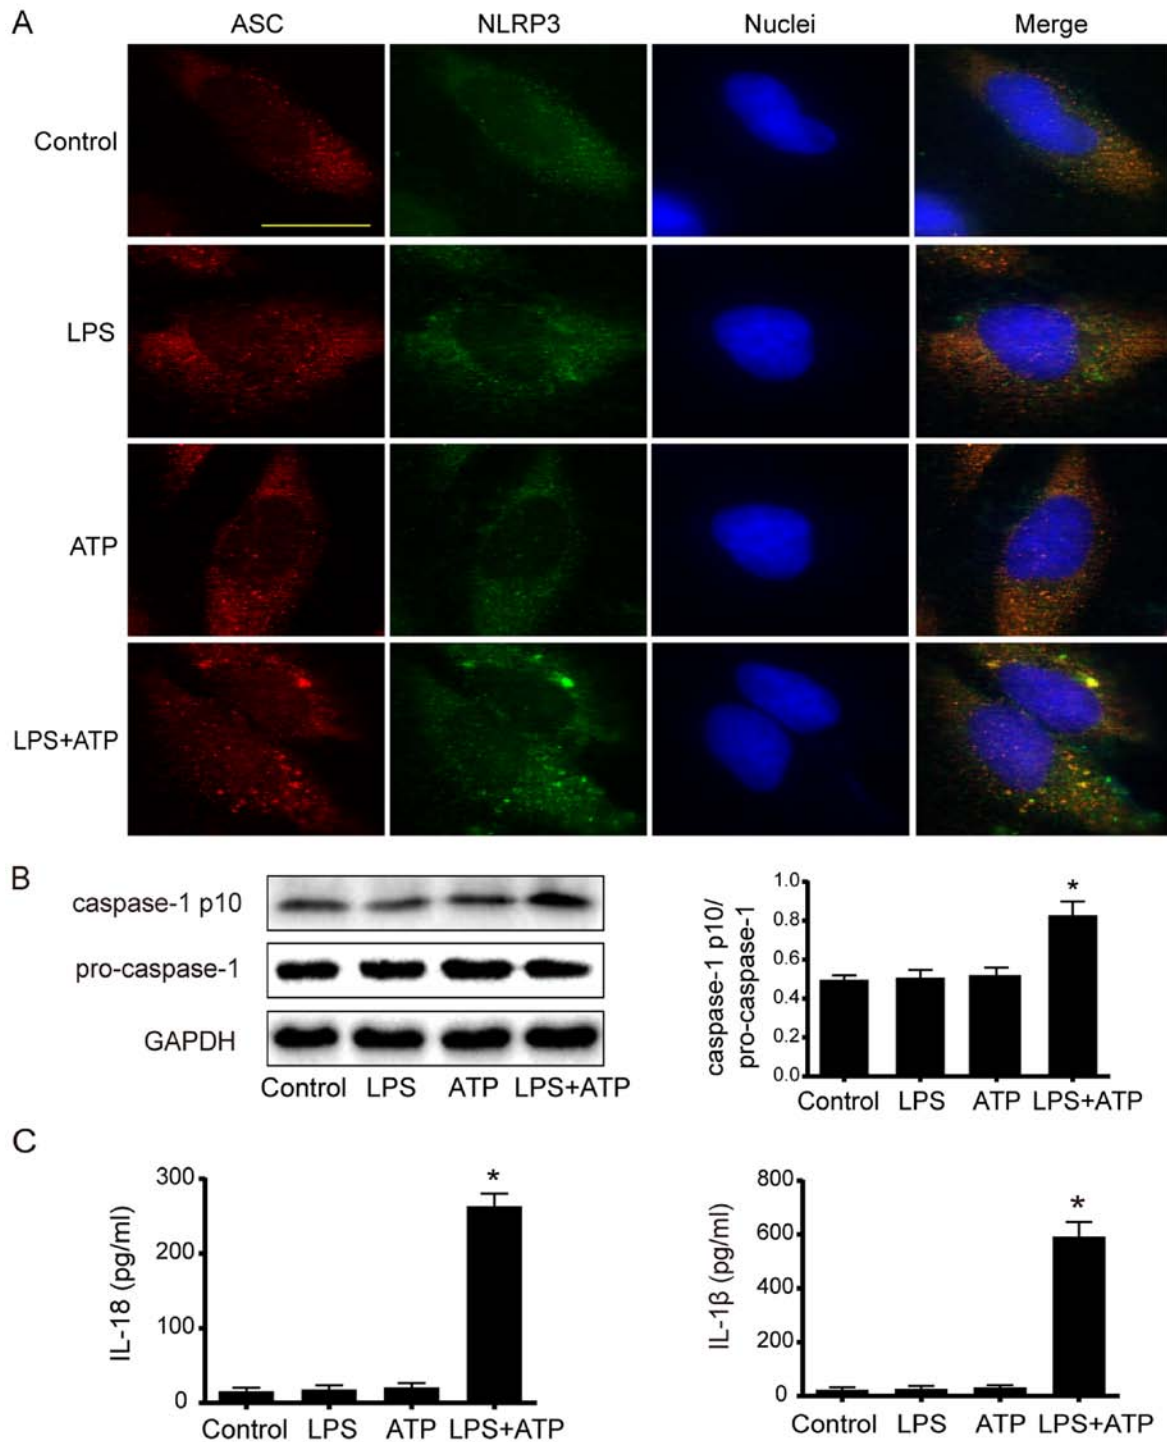 A
ASC NLRP3 Nuclei Merge
Control
LPS
ATP
LPS+ATP
B
caspase-1 p10
pro-caspase-1
GAPDH
Control LPS ATP LPS+ATP
caspase-1 p10/
pro-caspase-1
1.0
0.8
0.6
0.4
0.2
0.0
*
Control LPS ATP LPS+ATP
C
IL-18 (pg/ml)
300
200
100
0
*
Control LPS ATP LPS+ATP
IL-1β (pg/ml)
800
600
400
200
0
*
Control LPS ATP LPS+ATP